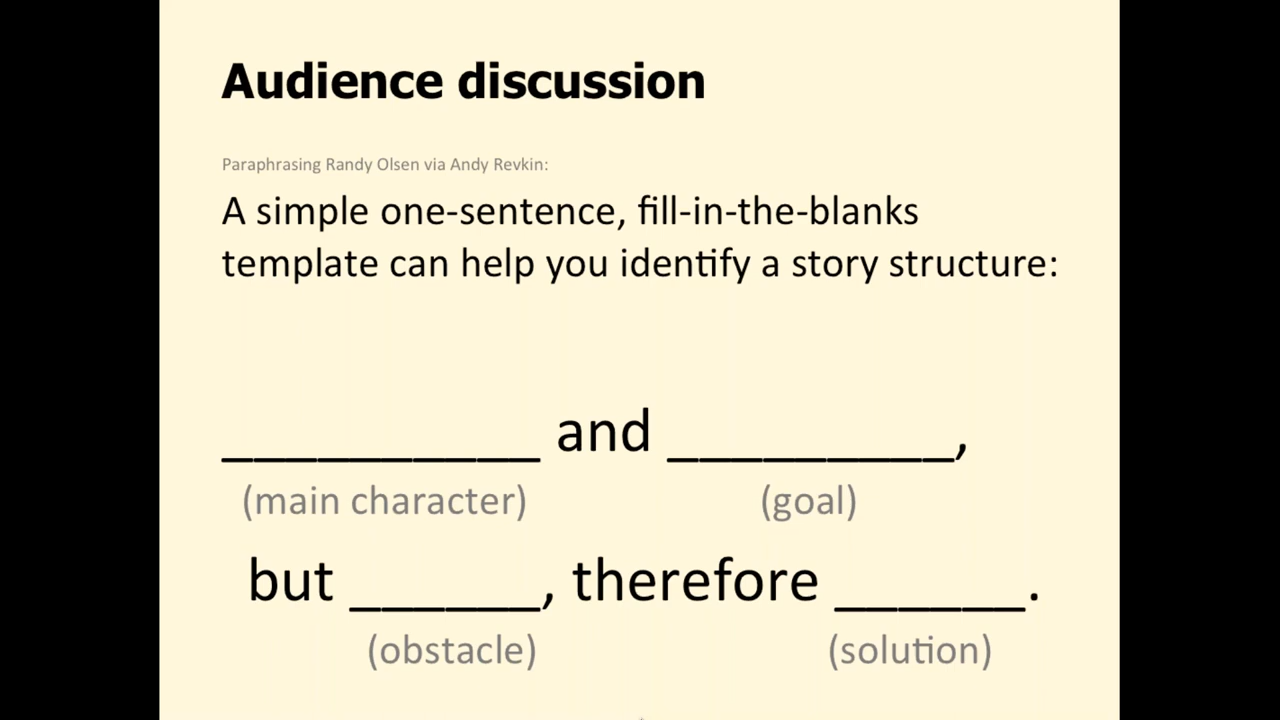 Audience discussion
Paraphrasing Randy Olsen via Andy Revkin:
A simple one-sentence, fill-in-the-blanks
template can help you identify a story structure:
__________ and _________,
(main character) (goal)
but ______, therefore ______.
(obstacle) (solution)